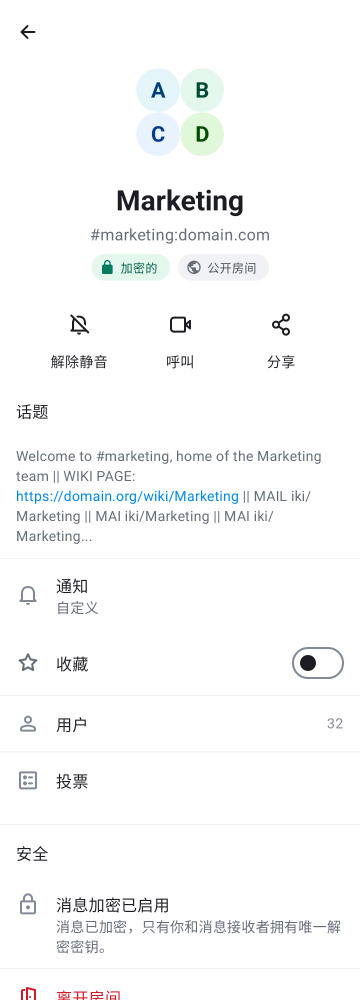 A B
C D
Marketing
#marketing:domain.com
加密的 公开房间
解除静音 呼叫 分享
话题
Welcome to #marketing, home of the Marketing
team || WIKI PAGE:
https://domain.org/wiki/Marketing || MAIL iki/
Marketing || MAI iki/Marketing || MAI iki/
Marketing...
通知
自定义
收藏
用户 32
投票
安全
消息加密已启用
消息已加密，只有你和消息接收者拥有唯一解
密密钥。
离开房间